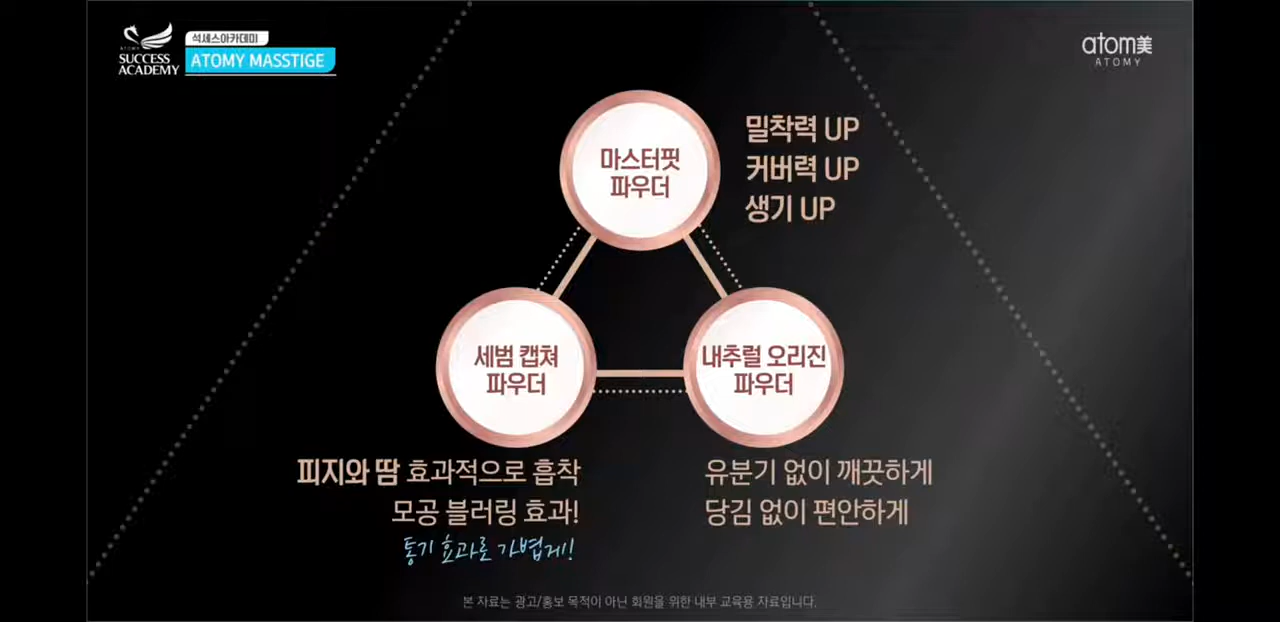 석세스아카데미
ATOMY
SUCCESS
ACADEMY
ATOMY MASSTIGE
atom美
ATOMY
마스터핏
파우더
밀착력 UP
커버력 UP
생기 UP
세범 캡쳐
파우더
내추럴 오리진
파우더
피지와 땀 효과적으로 흡착
모공 블러링 효과!
통기 효과로 가볍게!
유분기 없이 깨끗하게
당김 없이 편안하게
본 자료는 광고/홍보 목적이 아닌 회원을 위한 내부 교육용 자료입니다.